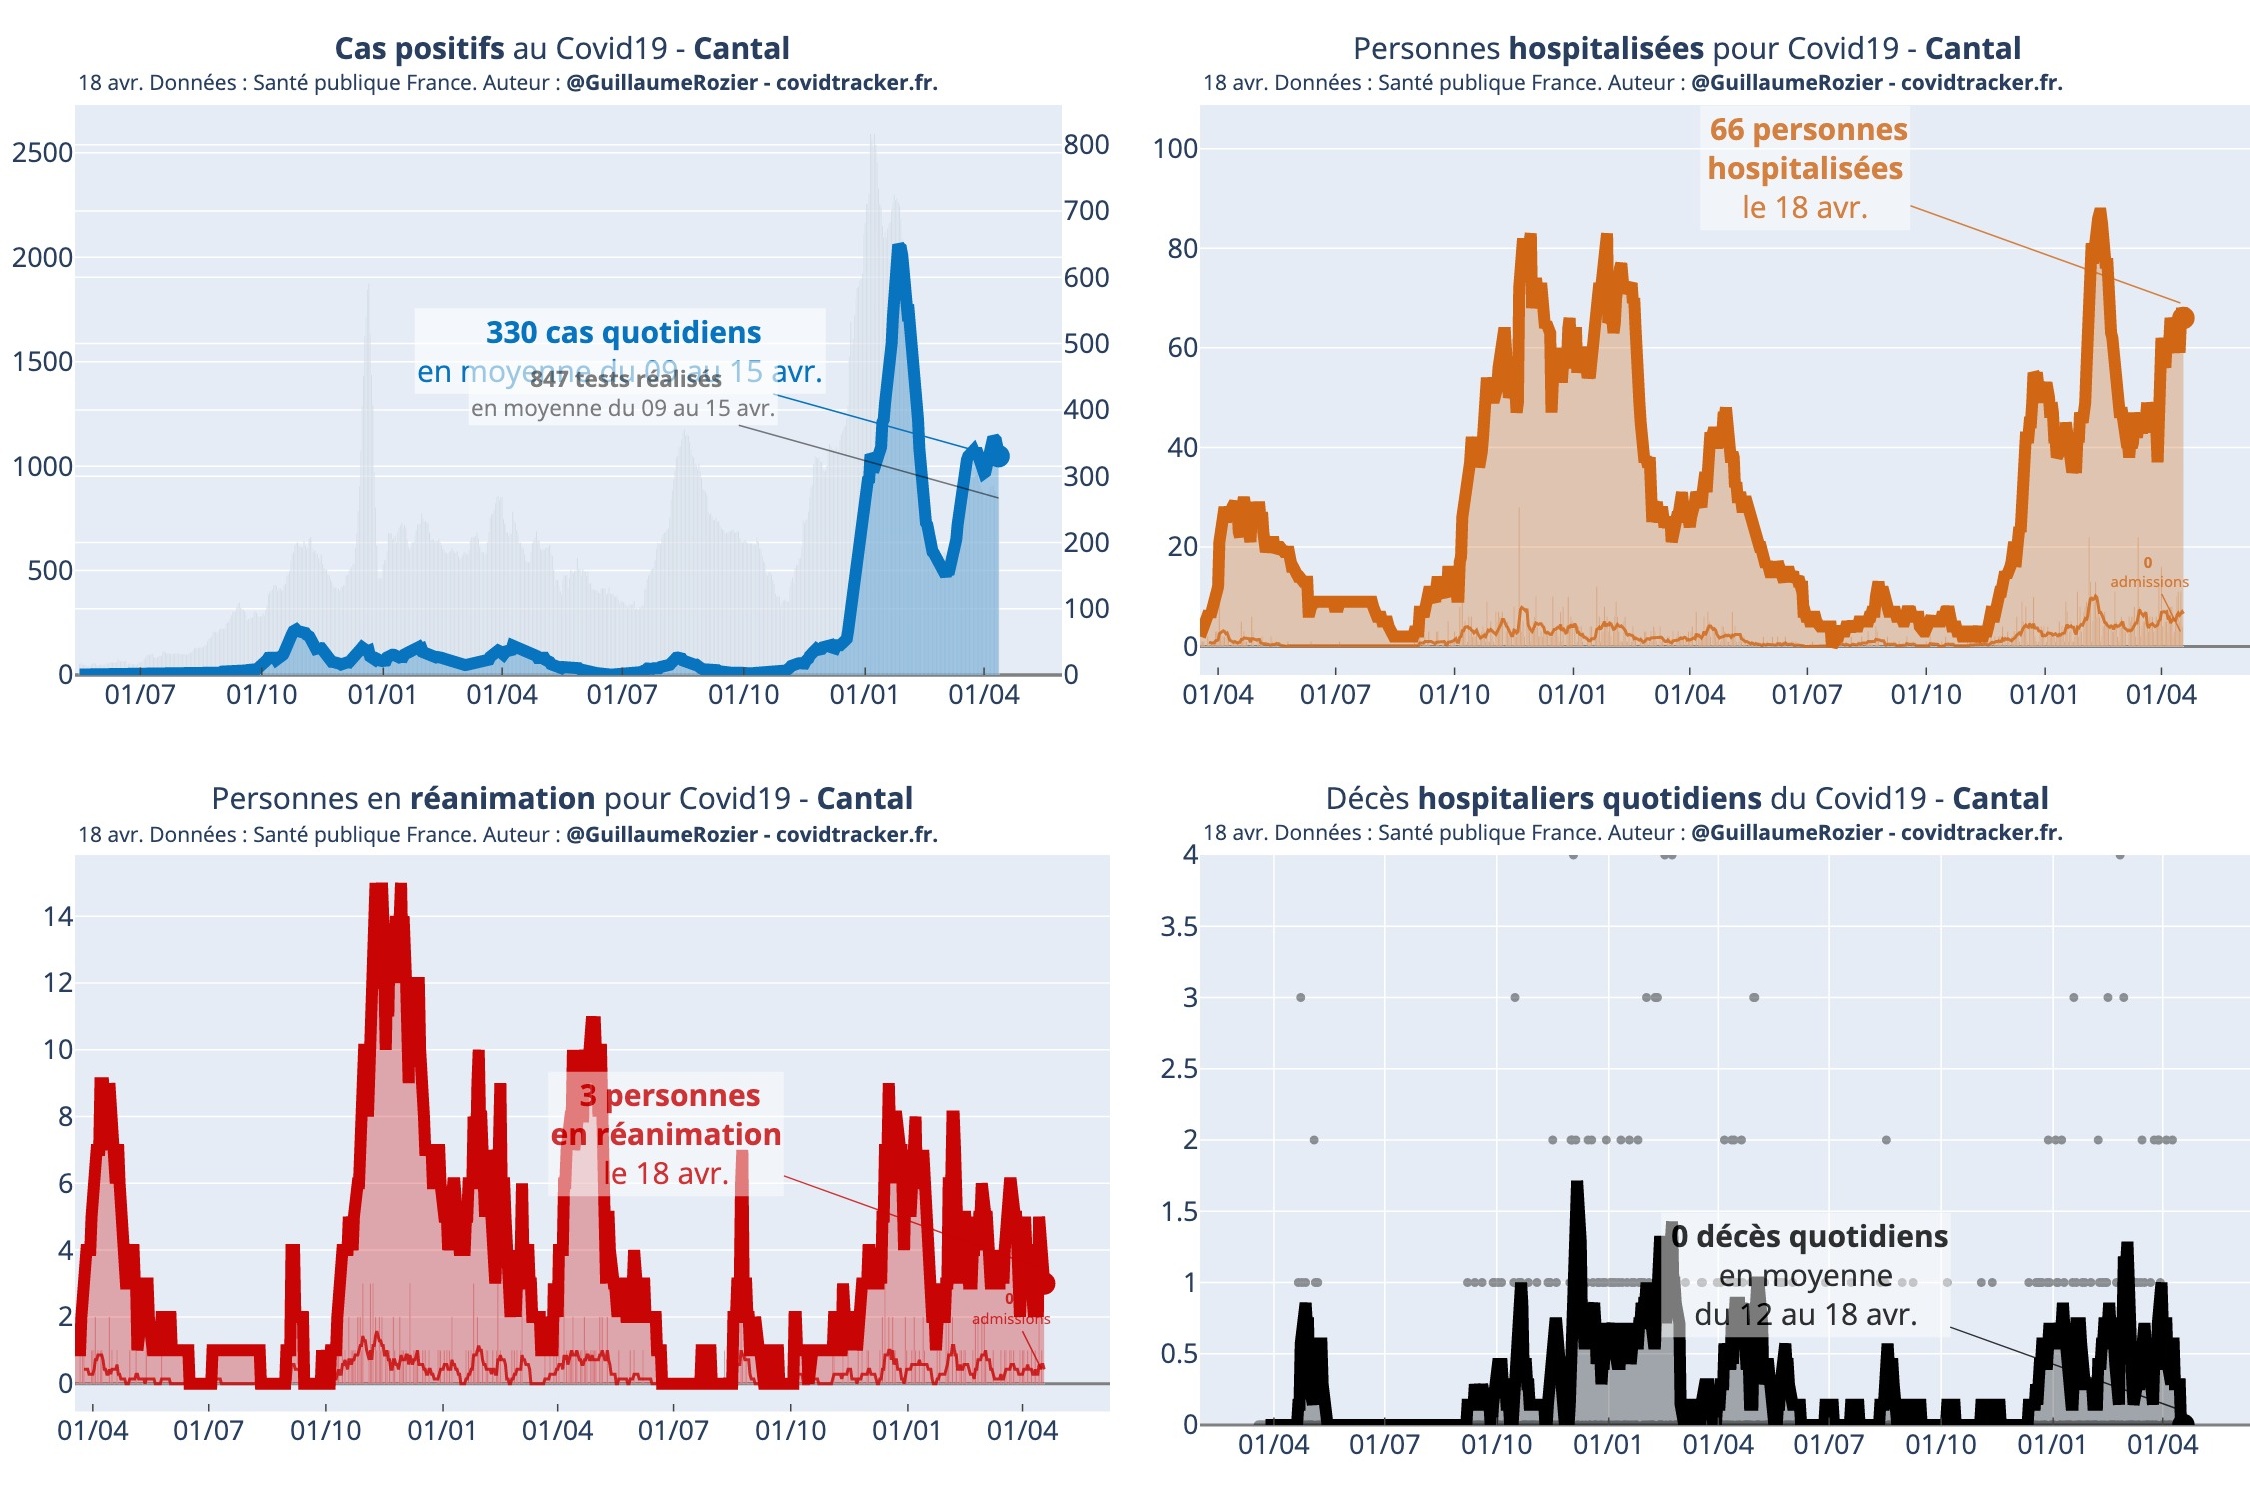 Cas positifs au Covid19 - Cantal
18 avr. Données : Santé publique France. Auteur : @GuillaumeRozier - covidtracker.fr.
2500
2000
1500
1000
500
0
800
700
600
500
400
300
200
100
0
330 cas quotidiens
en moyenne du 09 au 15 avr.
847 tests réalisés
en moyenne du 09 au 15 avr.
01/07 01/10 01/01 01/04 01/07 01/10 01/01 01/04
Personnes hospitalisées pour Covid19 - Cantal
18 avr. Données : Santé publique France. Auteur : @GuillaumeRozier - covidtracker.fr.
100
80
60
40
20
0
66 personnes
hospitalisées
le 18 avr.
0
admissions
01/04 01/07 01/10 01/01 01/04 01/07 01/10 01/01 01/04
Personnes en réanimation pour Covid19 - Cantal
18 avr. Données : Santé publique France. Auteur : @GuillaumeRozier - covidtracker.fr.
14
12
10
8
6
4
2
0
3 personnes
en réanimation
le 18 avr.
0
admissions
01/04 01/07 01/10 01/01 01/04 01/07 01/10 01/01 01/04
Décès hospitaliers quotidiens du Covid19 - Cantal
18 avr. Données : Santé publique France. Auteur : @GuillaumeRozier - covidtracker.fr.
4
3.5
3
2.5
2
1.5
1
0.5
0
0 décès quotidiens
en moyenne
du 12 au 18 avr.
01/04 01/07 01/10 01/01 01/04 01/07 01/10 01/01 01/04